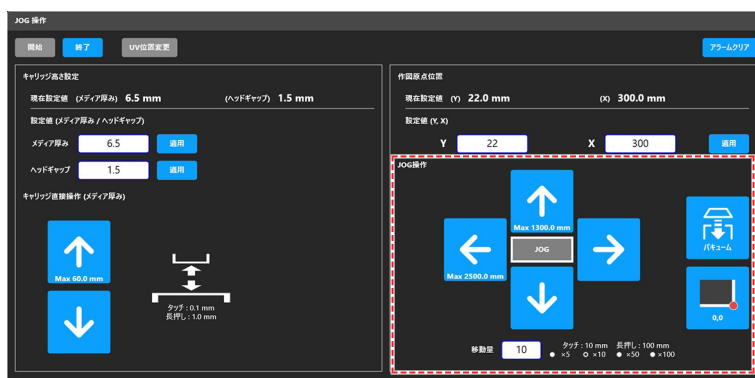 JOG 操作
開始 終了 UV位置変更 アラームクリア
キャリッジ高さ設定
現在設定値 (メディア厚み) 6.5 mm (ヘッドギャップ) 1.5 mm
設定値 (メディア厚み / ヘッドギャップ)
メディア厚み 6.5 適用
ヘッドギャップ 1.5 適用
キャリッジ直接操作 (メディア厚み)
Max 60.0 mm
タッチ : 0.1 mm
長押し : 1.0 mm
作図原点位置
現在設定値 (Y) 22.0 mm (X) 300.0 mm
設定値 (Y, X)
Y 22 X 300 適用
JOG操作
Max 1300.0 mm
JOG
バキューム
Max 2500.0 mm
0,0
移動量 10 タッチ : 10 mm 長押し : 100 mm
×5 ×10 ×50 ×100